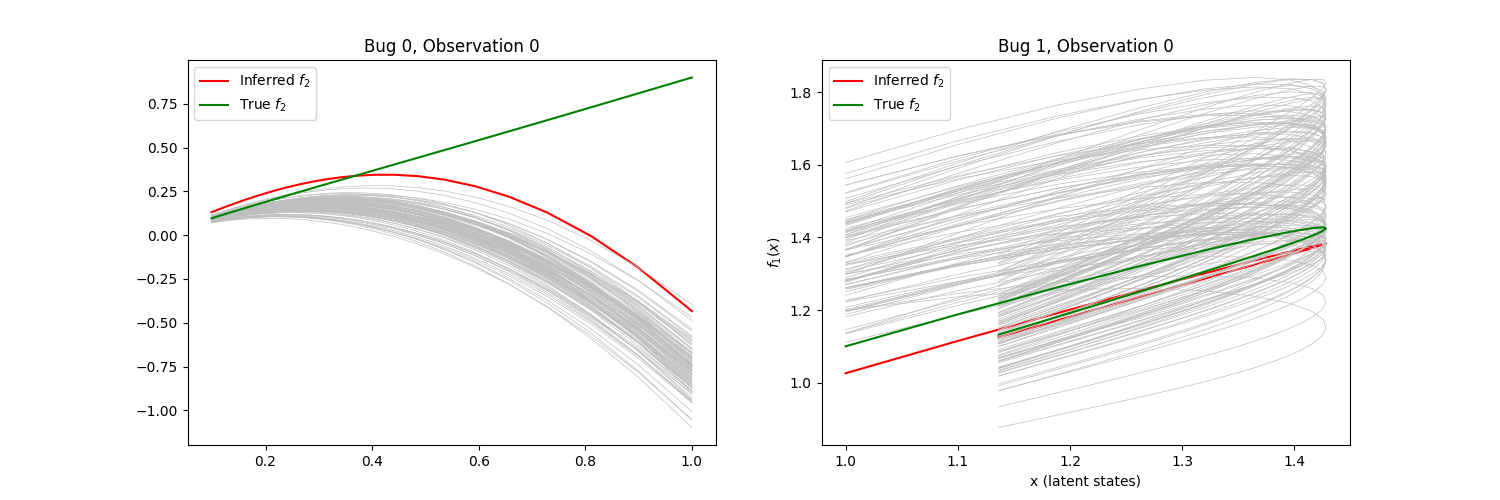 Bug 0, Observation 0
Inferred f₂
True f₂
0.75
0.50
0.25
0.00
−0.25
−0.50
−0.75
−1.00
0.2 0.4 0.6 0.8 1.0
Bug 1, Observation 0
Inferred f₂
True f₂
f₁(x)
1.8
1.6
1.4
1.2
1.0
1.0 1.1 1.2 1.3 1.4
x (latent states)